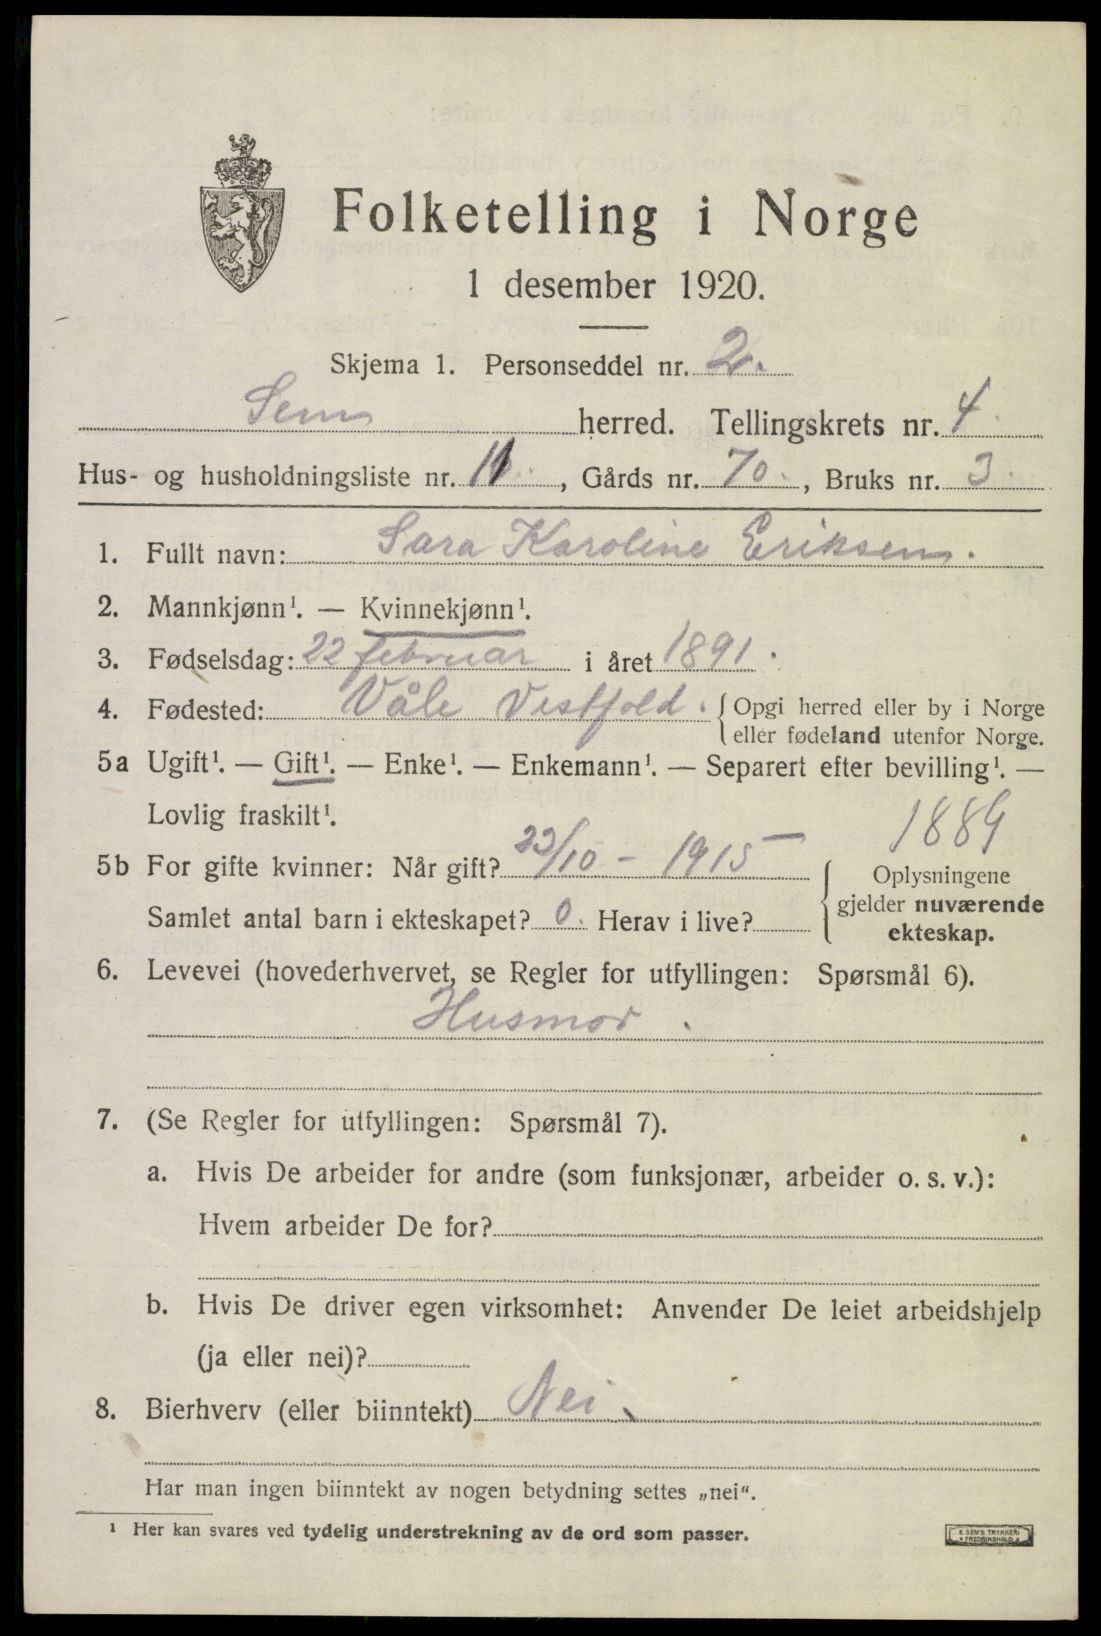 Folketelling i Norge
1 desember 1920.
Skjema 1. Personseddel nr. 2.
Sem herred. Tellingskrets nr. 4.
Hus- og husholdningsliste nr. 11, Gårds nr. 70., Bruks nr. 3.
1. Fullt navn: Sara Karoline Eriksen.
2. Mannkjønn¹. — Kvinnekjønn¹.
3. Fødselsdag: 22 februar i året 1891.
4. Fødested: Våle Vestfold. { Opgi herred eller by i Norge
eller fødeland utenfor Norge.
5a Ugift¹. — Gift¹. — Enke¹. — Enkemann¹. — Separert efter bevilling¹. —
Lovlig fraskilt¹.
1889
5b For gifte kvinner: Når gift? 23/10 - 1915
Samlet antal barn i ekteskapet? 0. Herav i live?
{ Oplysningene
gjelder nuværende
ekteskap.
6. Levevei (hovederhvervet, se Regler for utfyllingen: Spørsmål 6).
Husmor.
7. (Se Regler for utfyllingen: Spørsmål 7).
a. Hvis De arbeider for andre (som funksjonær, arbeider o. s. v.):
Hvem arbeider De for?
b. Hvis De driver egen virksomhet: Anvender De leiet arbeidshjelp
(ja eller nei)?
8. Bierhverv (eller biinntekt) Nei.
Har man ingen biinntekt av nogen betydning settes „nei“.
¹ Her kan svares ved tydelig understrekning av de ord som passer.
E. SEM'S TRYKKERI
FREDRIKSHALD